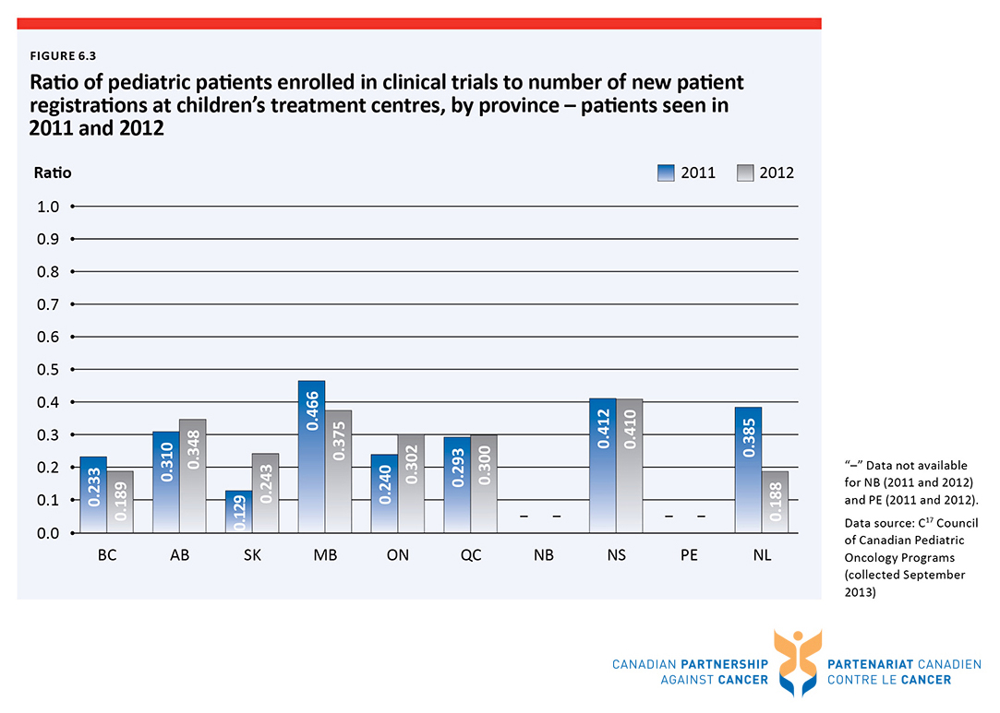 FIGURE 6.3
Ratio of pediatric patients enrolled in clinical trials to number of new patient
registrations at children’s treatment centres, by province – patients seen in
2011 and 2012
Ratio
2011 2012
1.0
0.9
0.8
0.7
0.6
0.5
0.4
0.3
0.2
0.1
0.0
0.233 0.189 0.310 0.348 0.129 0.243 0.466 0.375 0.240 0.302 0.293 0.300 – – 0.412 0.410 – – 0.385 0.188
BC AB SK MB ON QC NB NS PE NL
“–” Data not available
for NB (2011 and 2012)
and PE (2011 and 2012).
Data source: C17 Council
of Canadian Pediatric
Oncology Programs
(collected September
2013)
CANADIAN PARTNERSHIP
AGAINST CANCER
PARTENARIAT CANADIEN
CONTRE LE CANCER